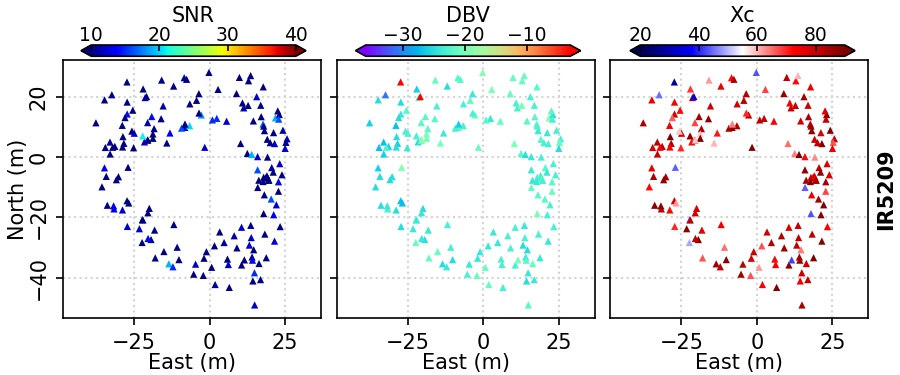 SNR DBV Xc
10 20 30 40 −30 −20 −10 20 40 60 80
20
0
−20
−40
North (m)
−25 0 25 −25 0 25 −25 0 25
East (m) East (m) East (m)
IR5209